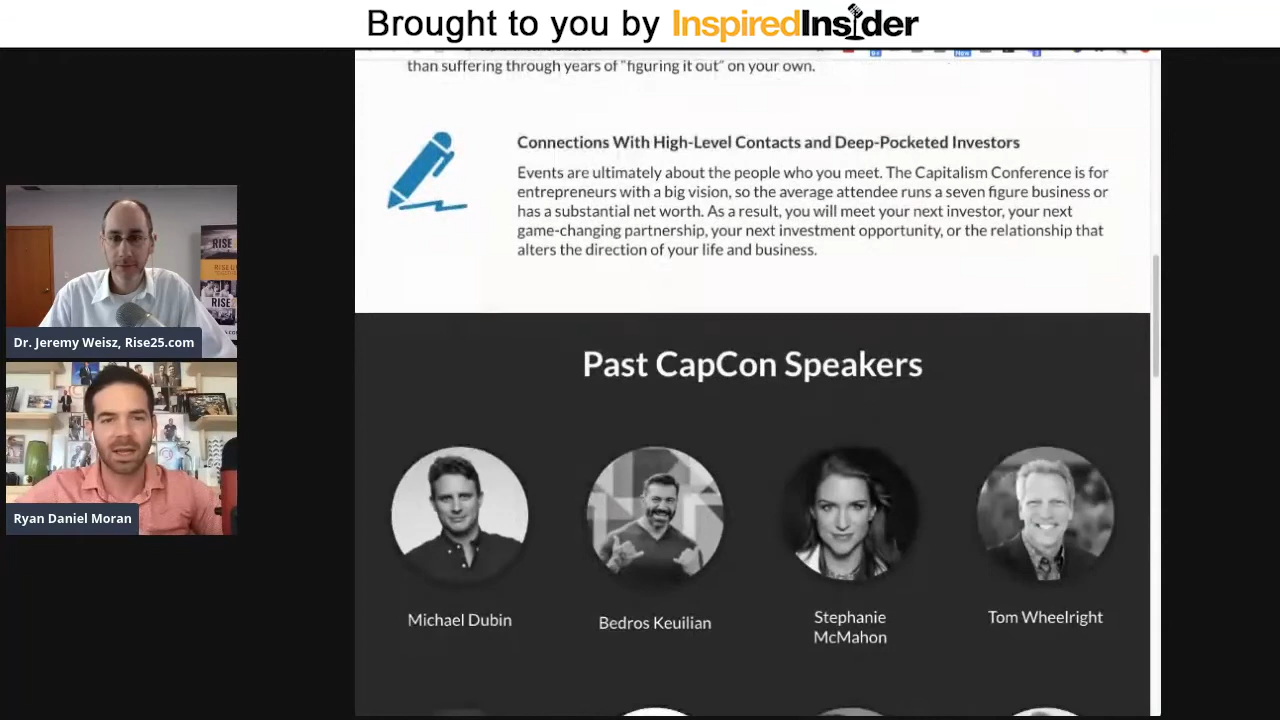 Brought to you by InspiredInsider
than suffering through years of "figuring it out" on your own.
Connections With High-Level Contacts and Deep-Pocketed Investors
Events are ultimately about the people who you meet. The Capitalism Conference is for
entrepreneurs with a big vision, so the average attendee runs a seven figure business or
has a substantial net worth. As a result, you will meet your next investor, your next
game-changing partnership, your next investment opportunity, or the relationship that
alters the direction of your life and business.
RISE
RISE
Dr. Jeremy Weisz, Rise25.com
Ryan Daniel Moran
Past CapCon Speakers
Michael Dubin
Bedros Keuilian
Stephanie
McMahon
Tom Wheelright